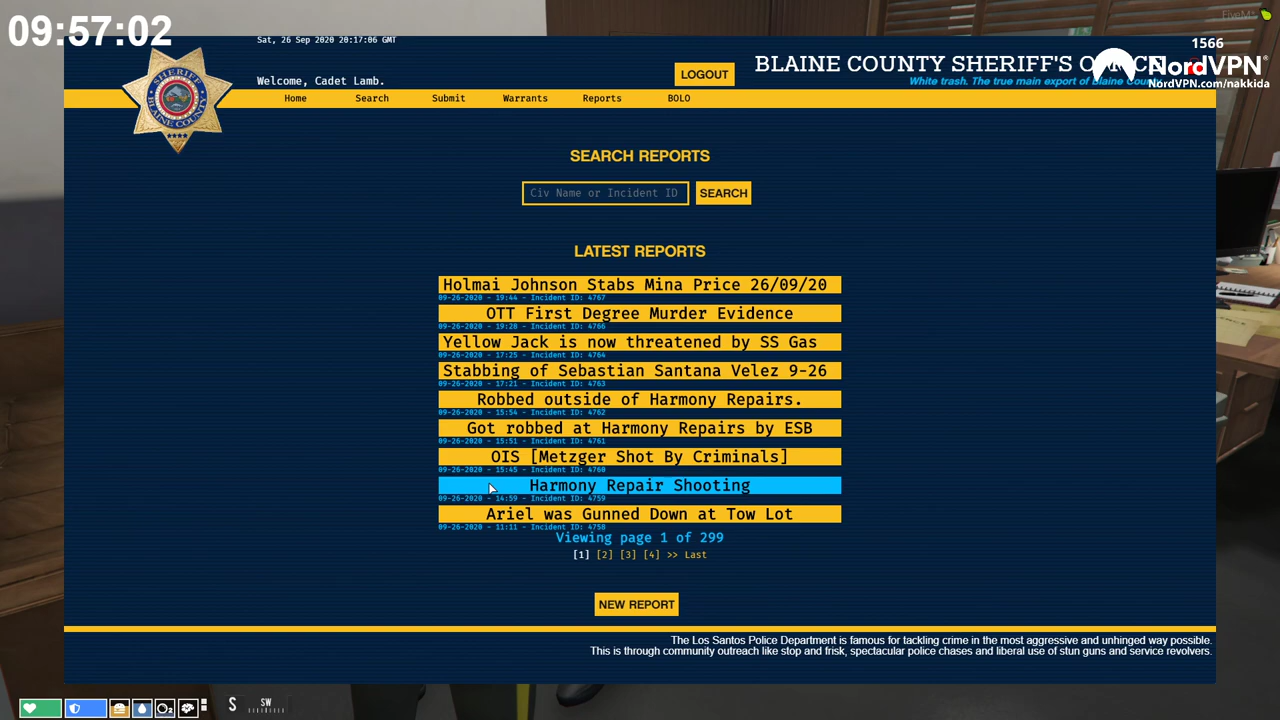 09:57:02
FiveM*
Sat, 26 Sep 2020 20:17:06 GMT
1566
Welcome, Cadet Lamb.
LOGOUT
BLAINE COUNTY SHERIFF'S
NordVPN®
White trash. The true main export of Blaine
NordVPN.com/nakkida
SHERIFF
BLAINE COUNTY
Home Search Submit Warrants Reports BOLO
SEARCH REPORTS
Civ Name or Incident ID SEARCH
LATEST REPORTS
Holmai Johnson Stabs Mina Price 26/09/20
09-26-2020 - 19:44 - Incident ID: 4767
OTT First Degree Murder Evidence
09-26-2020 - 19:28 - Incident ID: 4766
Yellow Jack is now threatened by SS Gas
09-26-2020 - 17:25 - Incident ID: 4764
Stabbing of Sebastian Santana Velez 9-26
09-26-2020 - 17:21 - Incident ID: 4763
Robbed outside of Harmony Repairs.
09-26-2020 - 15:54 - Incident ID: 4762
Got robbed at Harmony Repairs by ESB
09-26-2020 - 15:51 - Incident ID: 4761
OIS [Metzger Shot By Criminals]
09-26-2020 - 15:45 - Incident ID: 4760
Harmony Repair Shooting
09-26-2020 - 14:59 - Incident ID: 4759
Ariel was Gunned Down at Tow Lot
09-26-2020 - 11:11 - Incident ID: 4758
Viewing page 1 of 299
[1] [2] [3] [4] >> Last
NEW REPORT
The Los Santos Police Department is famous for tackling crime in the most aggressive and unhinged way possible.
This is through community outreach like stop and frisk, spectacular police chases and liberal use of stun guns and service revolvers.
O2
S SW